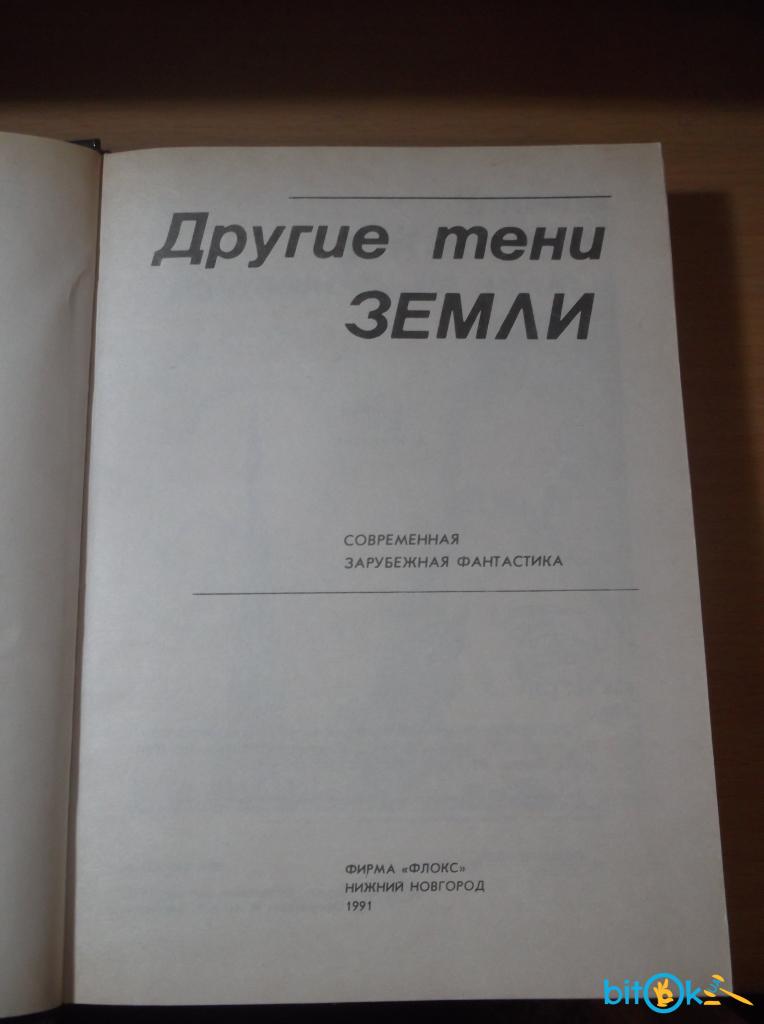 Другие тени
ЗЕМЛИ
СОВРЕМЕННАЯ
ЗАРУБЕЖНАЯ ФАНТАСТИКА
ФИРМА «ФЛОКС»
НИЖНИЙ НОВГОРОД
1991
bitOk